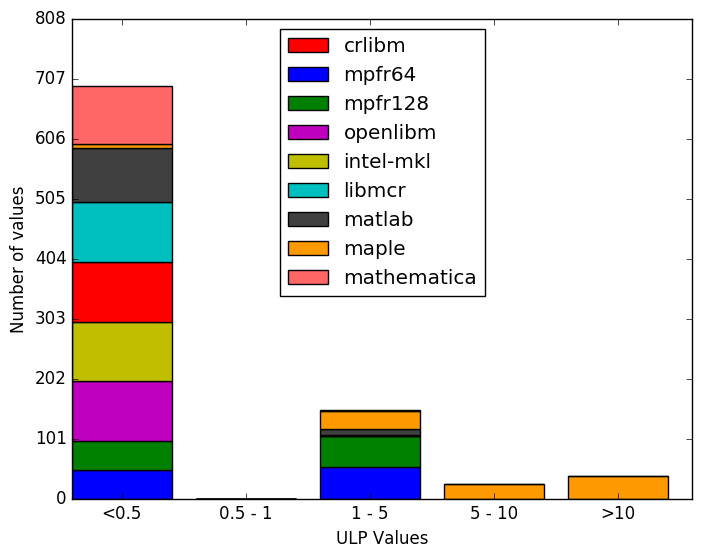 808
707
606
505
404
303
202
101
0
Number of values
crlibm
mpfr64
mpfr128
openlibm
intel-mkl
libmcr
matlab
maple
mathematica
<0.5
0.5 - 1
1 - 5
5 - 10
>10
ULP Values